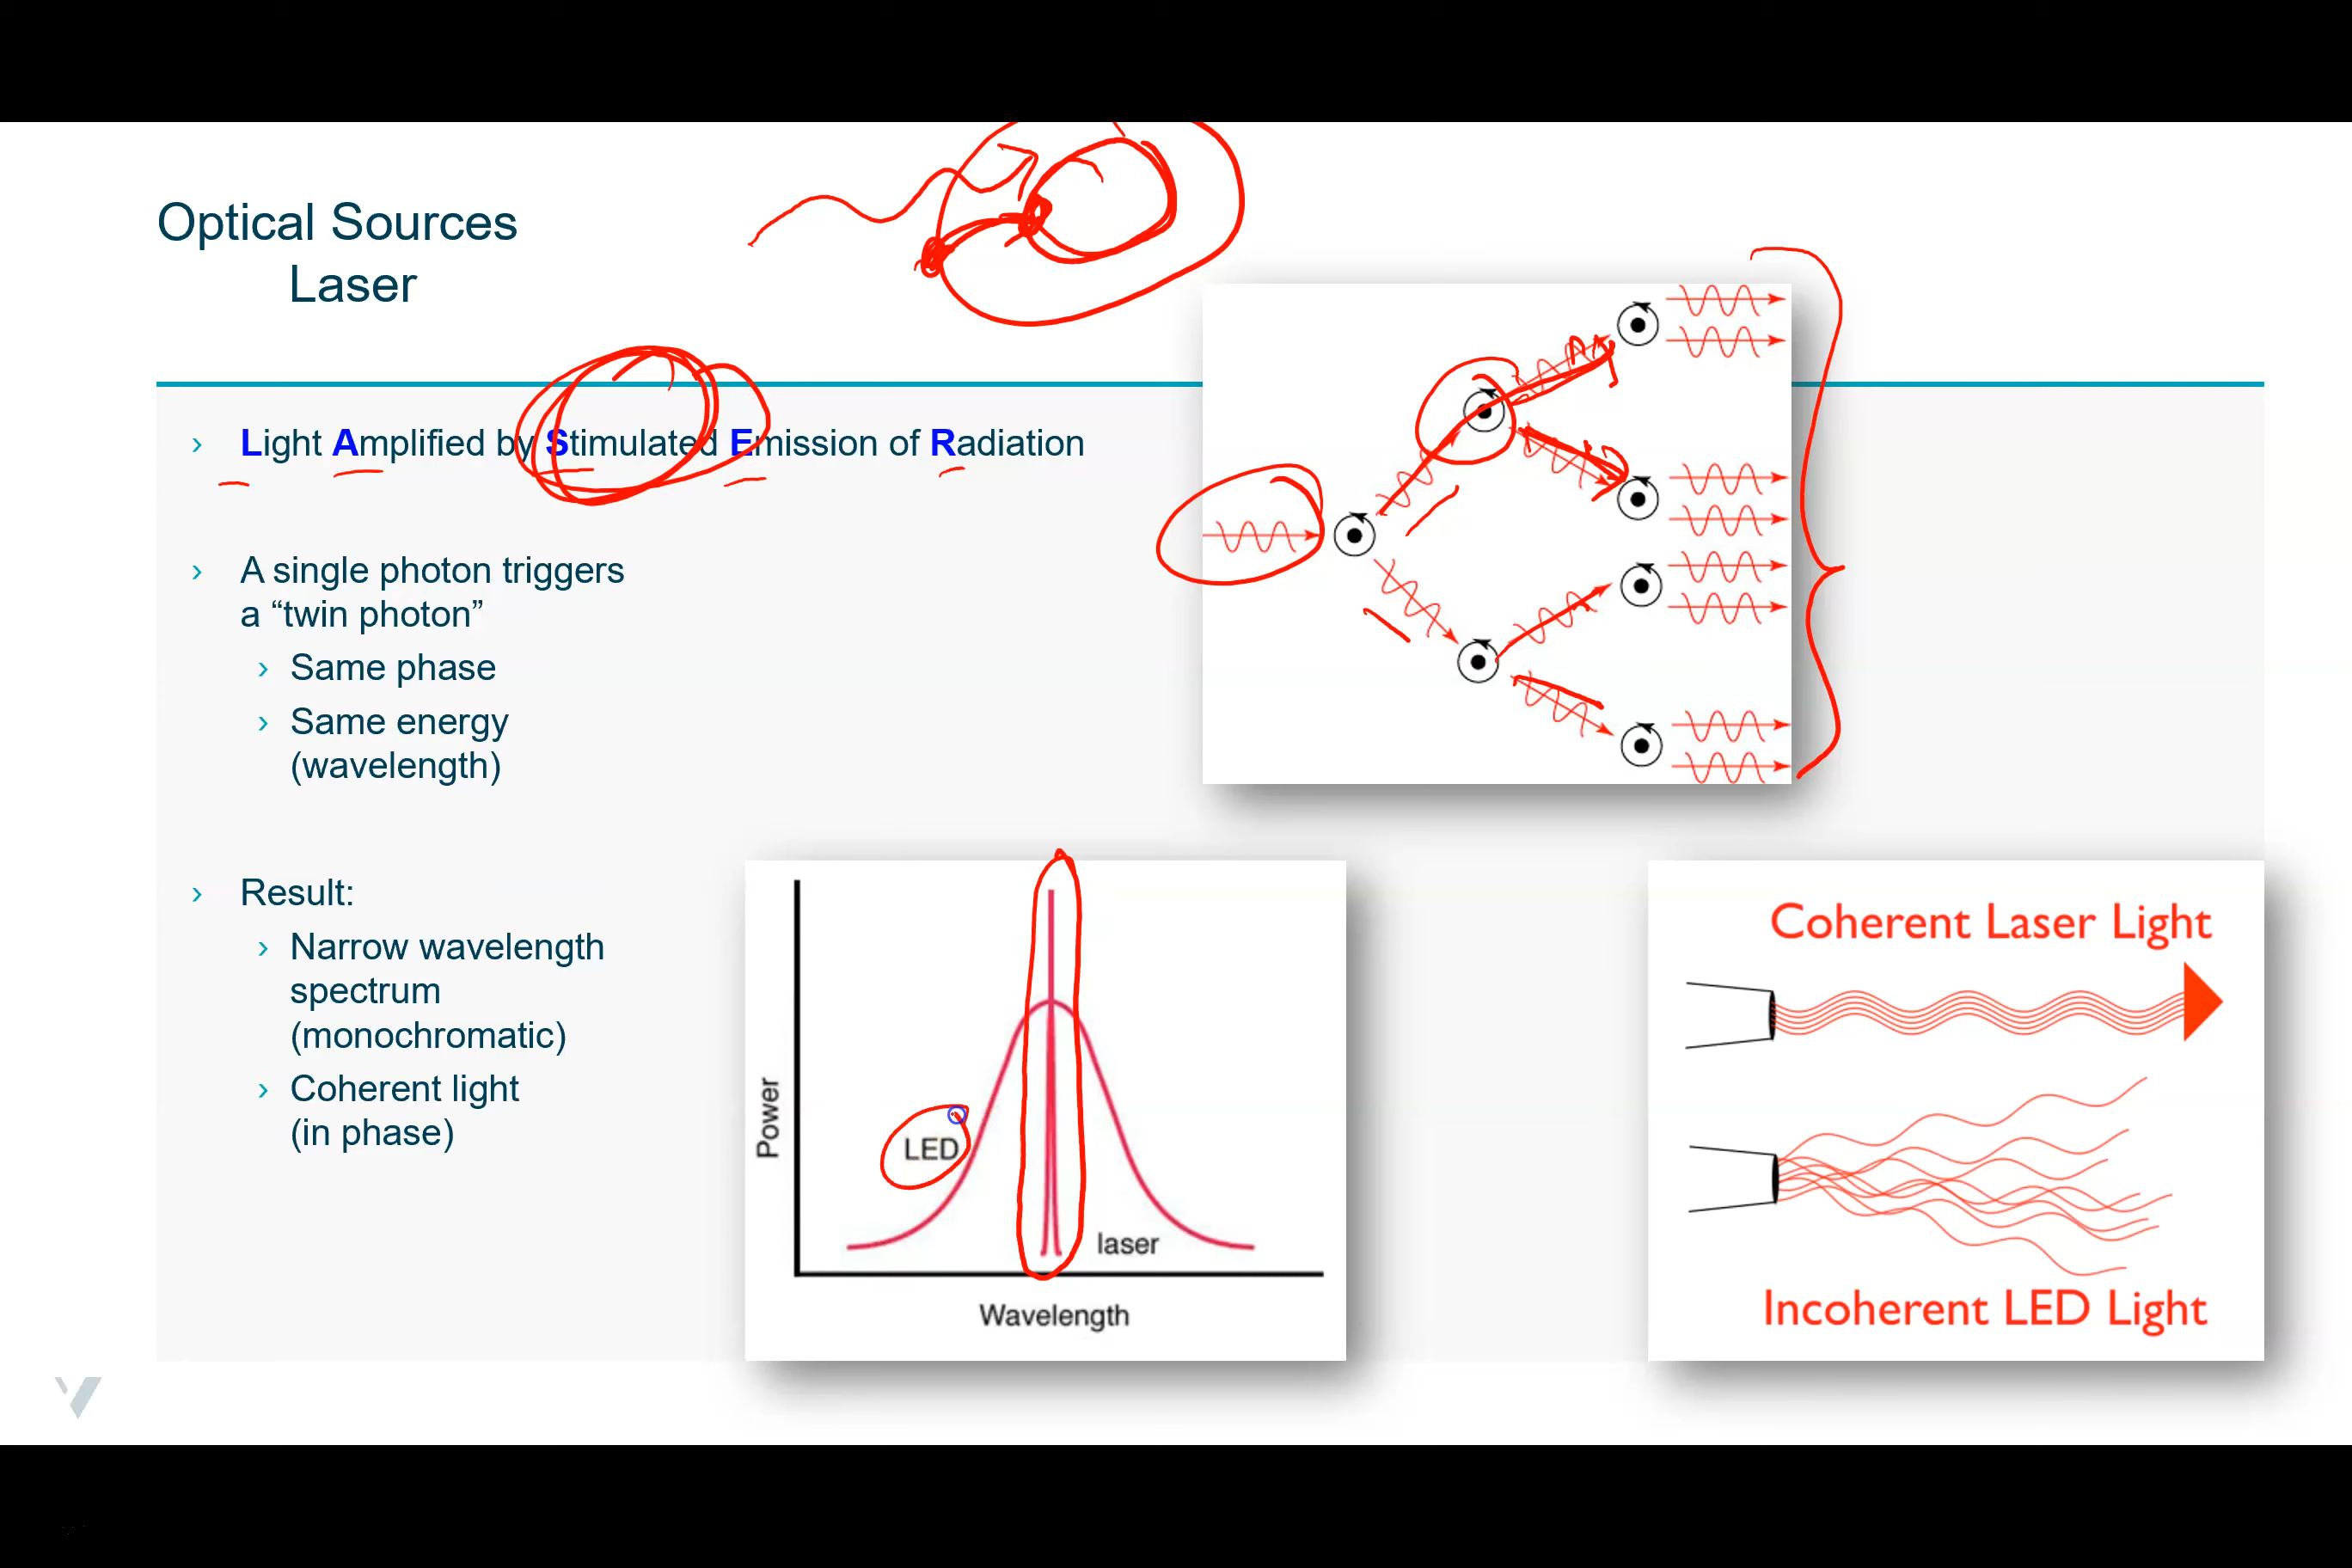 Optical Sources
Laser
› Light Amplified by Stimulated Emission of Radiation
› A single photon triggers
a “twin photon”
› Same phase
› Same energy
(wavelength)
› Result:
› Narrow wavelength
spectrum
(monochromatic)
› Coherent light
(in phase)
Power
LED
laser
Wavelength
Coherent Laser Light
Incoherent LED Light